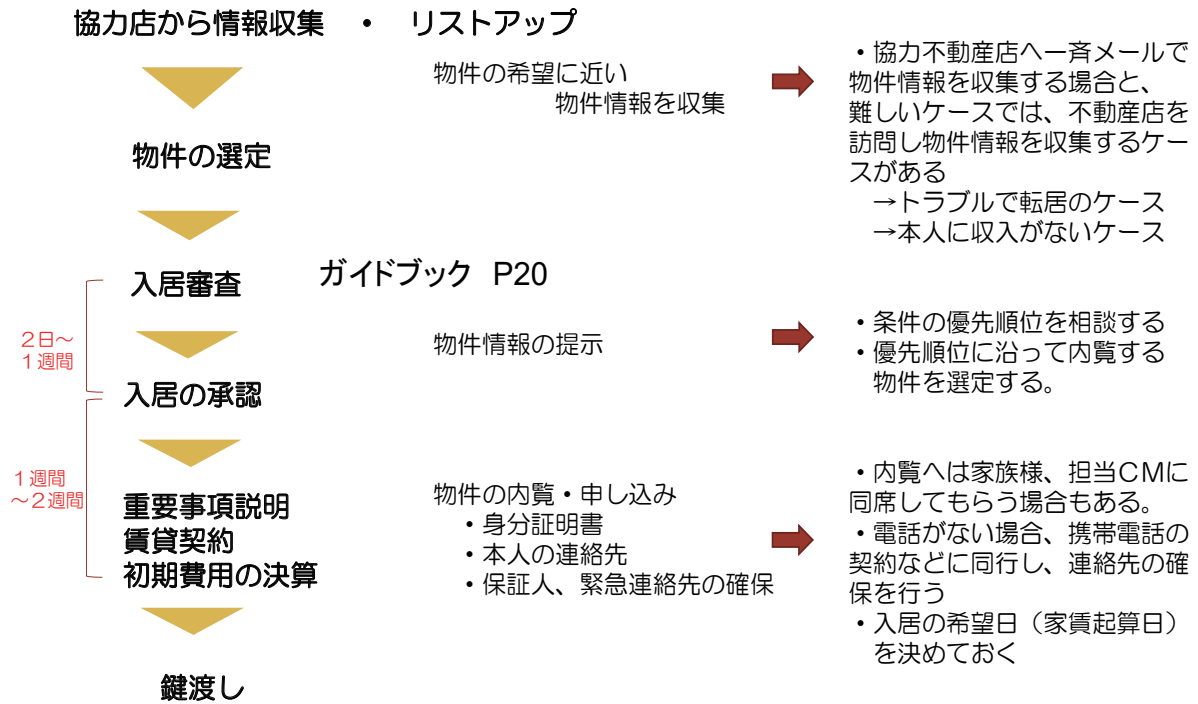 協力店から情報収集　・　リストアップ
物件の希望に近い
物件情報を収集
・協力不動産店へ一斉メールで
物件情報を収集する場合と、
難しいケースでは、不動産店を
訪問し物件情報を収集するケー
スがある
→トラブルで転居のケース
→本人に収入がないケース
物件の選定
入居審査
ガイドブック　P20
2日～
1週間
物件情報の提示
・条件の優先順位を相談する
・優先順位に沿って内覧する
物件を選定する。
入居の承認
1週間
～2週間
重要事項説明
賃貸契約
初期費用の決算
物件の内覧・申し込み
・身分証明書
・本人の連絡先
・保証人、緊急連絡先の確保
・内覧へは家族様、担当CMに
同席してもらう場合もある。
・電話がない場合、携帯電話の
契約などに同行し、連絡先の確
保を行う
・入居の希望日（家賃起算日）
を決めておく
鍵渡し